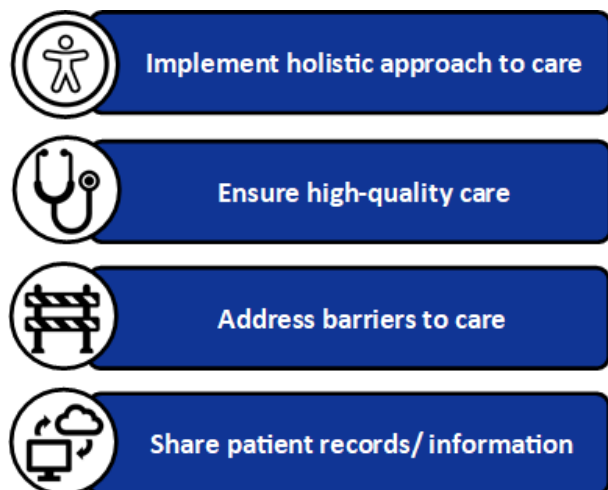 Implement holistic approach to care
Ensure high-quality care
Address barriers to care
Share patient records/ information